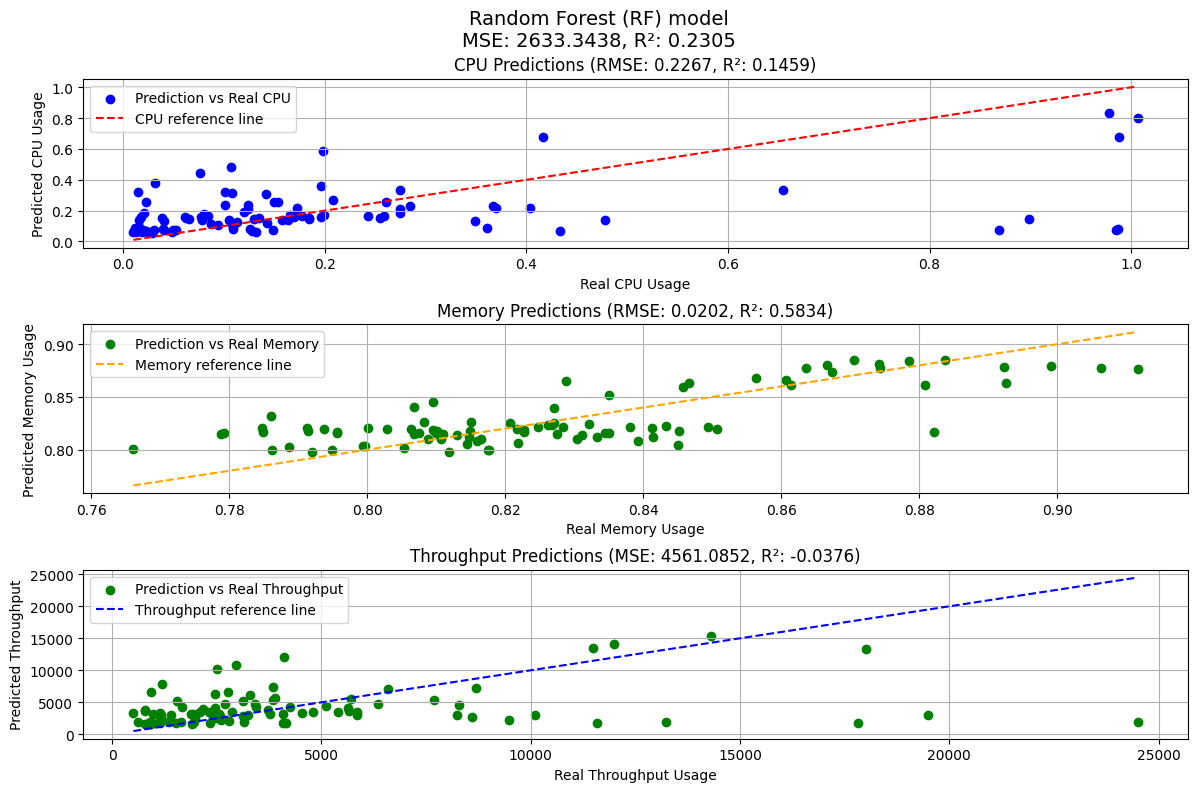 Random Forest (RF) model
MSE: 2633.3438, R²: 0.2305
CPU Predictions (RMSE: 0.2267, R²: 0.1459)
Predicted CPU Usage
1.0
0.8
0.6
0.4
0.2
0.0
Prediction vs Real CPU
CPU reference line
0.0 0.2 0.4 0.6 0.8 1.0
Real CPU Usage
Memory Predictions (RMSE: 0.0202, R²: 0.5834)
Predicted Memory Usage
0.90
0.85
0.80
Prediction vs Real Memory
Memory reference line
0.76 0.78 0.80 0.82 0.84 0.86 0.88 0.90
Real Memory Usage
Throughput Predictions (MSE: 4561.0852, R²: -0.0376)
Predicted Throughput
25000
20000
15000
10000
5000
0
Prediction vs Real Throughput
Throughput reference line
0 5000 10000 15000 20000 25000
Real Throughput Usage